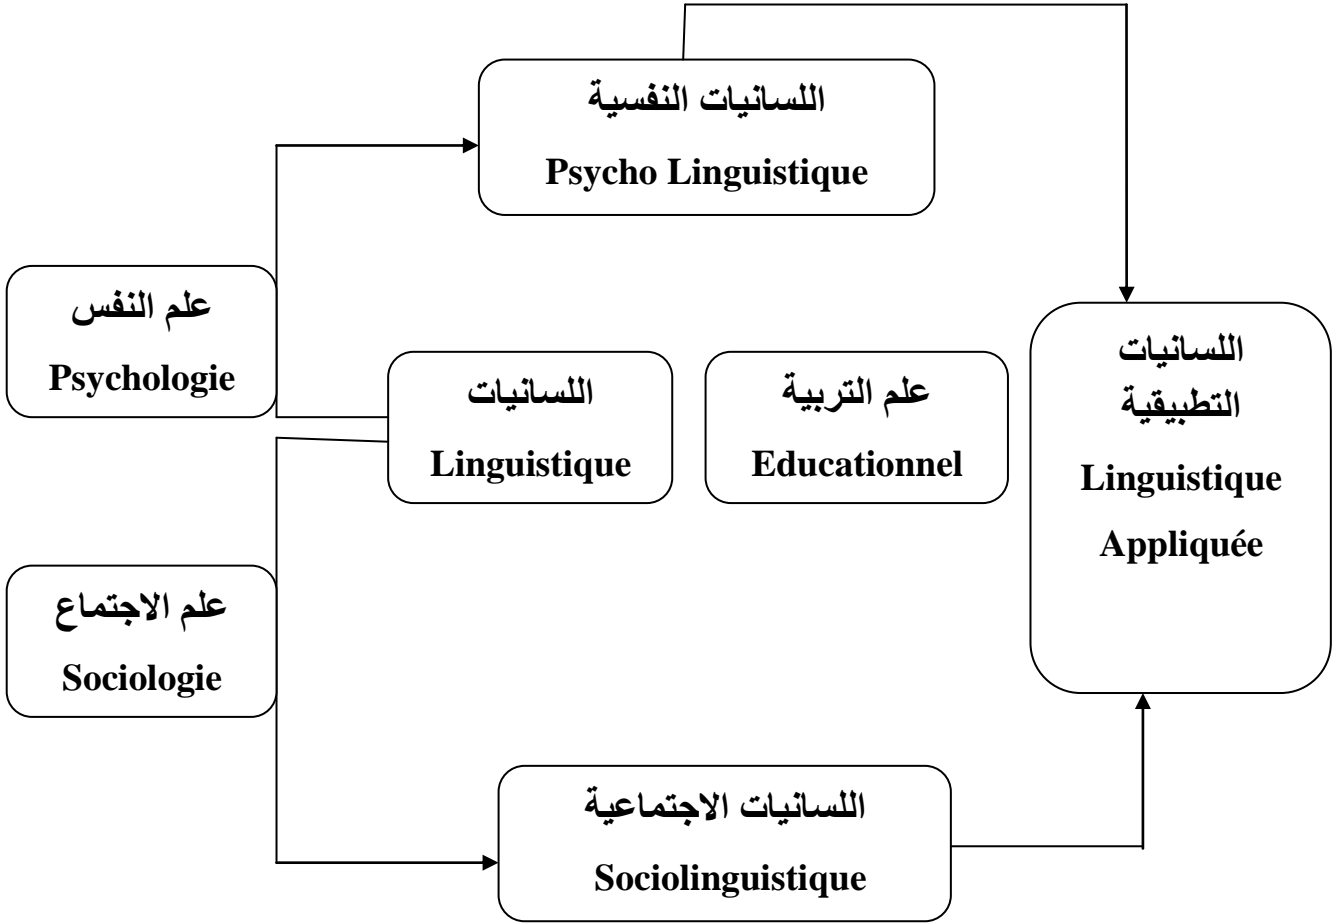 اللسانيات النفسية
Psycho Linguistique
علم النفس
Psychologie
اللسانيات
Linguistique
علم التربية
Educationnel
اللسانيات
التطبيقية
Linguistique
Appliquée
علم الاجتماع
Sociologie
اللسانيات الاجتماعية
Sociolinguistique